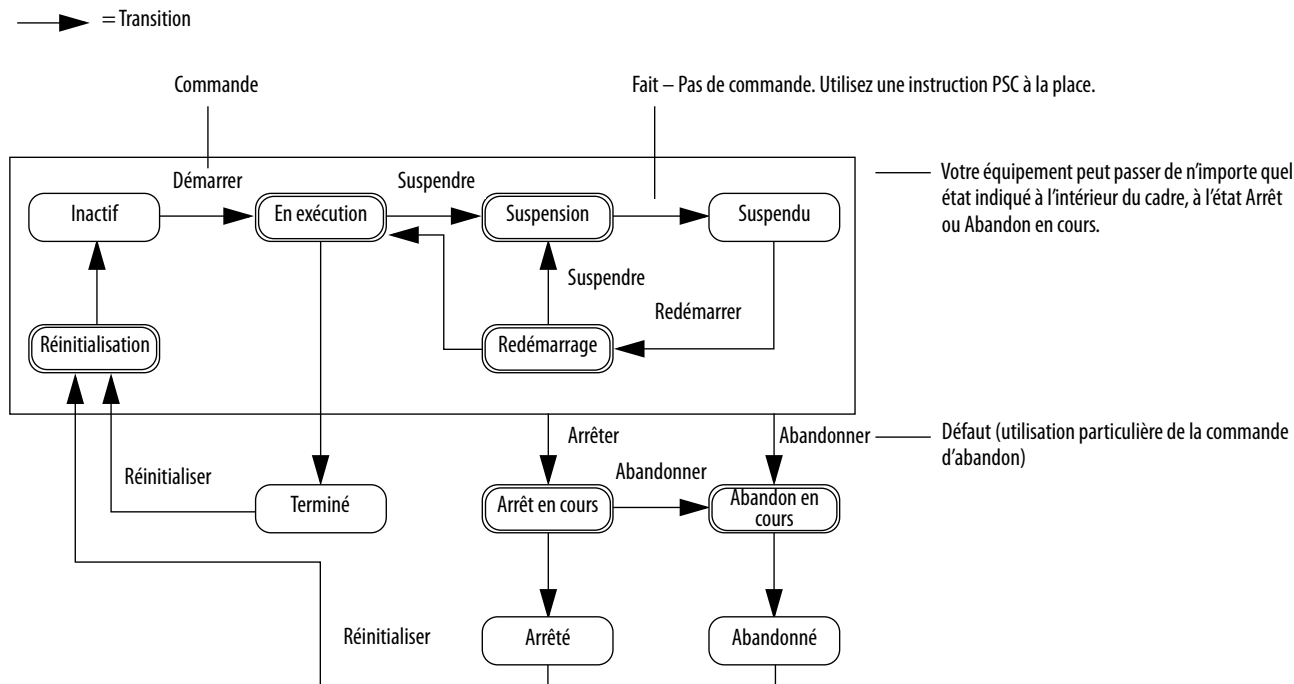 = Transition
Commande
Fait – Pas de commande. Utilisez une instruction PSC à la place.
Votre équipement peut passer de n'importe quel
état indiqué à l'intérieur du cadre, à l'état Arrêt
ou Abandon en cours.
Démarrer
Suspendre
Inactif
En exécution
Suspension
Suspendu
Suspendre
Redémarrer
Réinitialisation
Redémarrage
Arrêter
Abandonner
Défaut (utilisation particulière de la commande
d'abandon)
Réinitialiser
Abandonner
Terminé
Arrêt en cours
Abandon en
cours
Réinitialiser
Arrêté
Abandonné